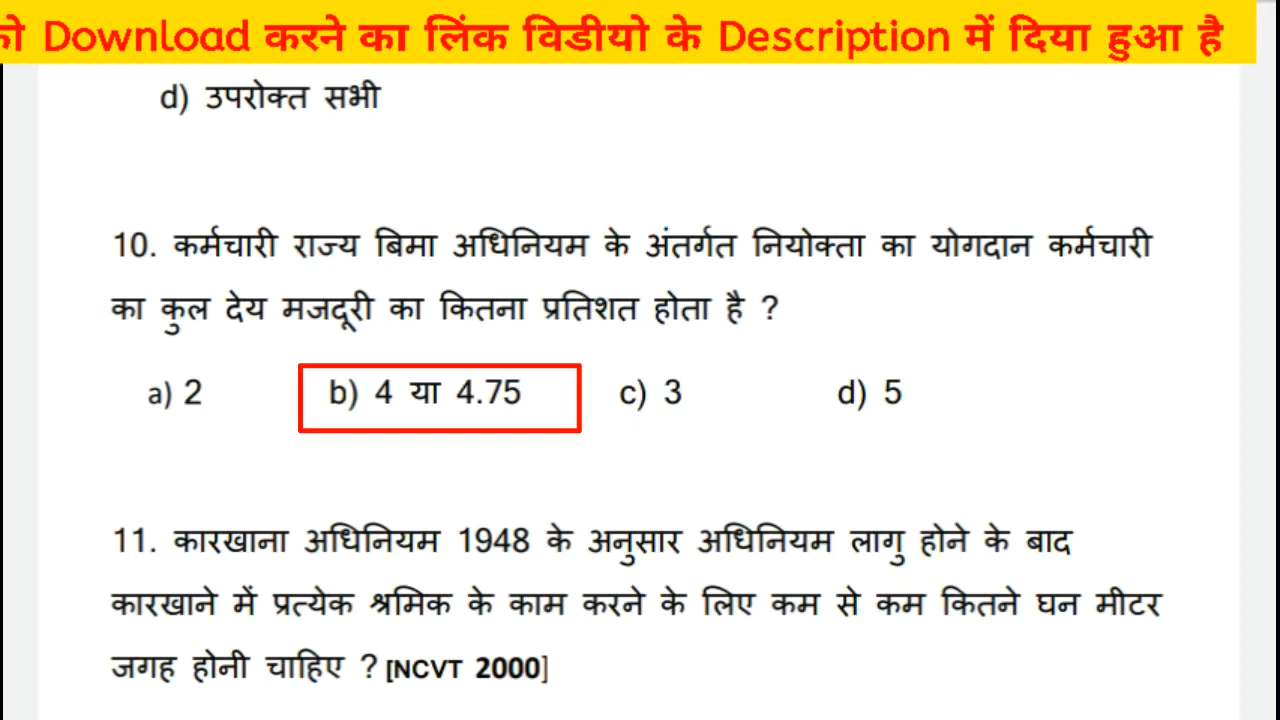 ो Download करने का लिंक विडीयो के Description में दिया हुआ है
d) उपरोक्त सभी
10. कर्मचारी राज्य बिमा अधिनियम के अंतर्गत नियोक्ता का योगदान कर्मचारी
का कुल देय मजदूरी का कितना प्रतिशत होता है ?
a) 2 b) 4 या 4.75 c) 3 d) 5
11. कारखाना अधिनियम 1948 के अनुसार अधिनियम लागु होने के बाद
कारखाने में प्रत्येक श्रमिक के काम करने के लिए कम से कम कितने घन मीटर
जगह होनी चाहिए ? [NCVT 2000]